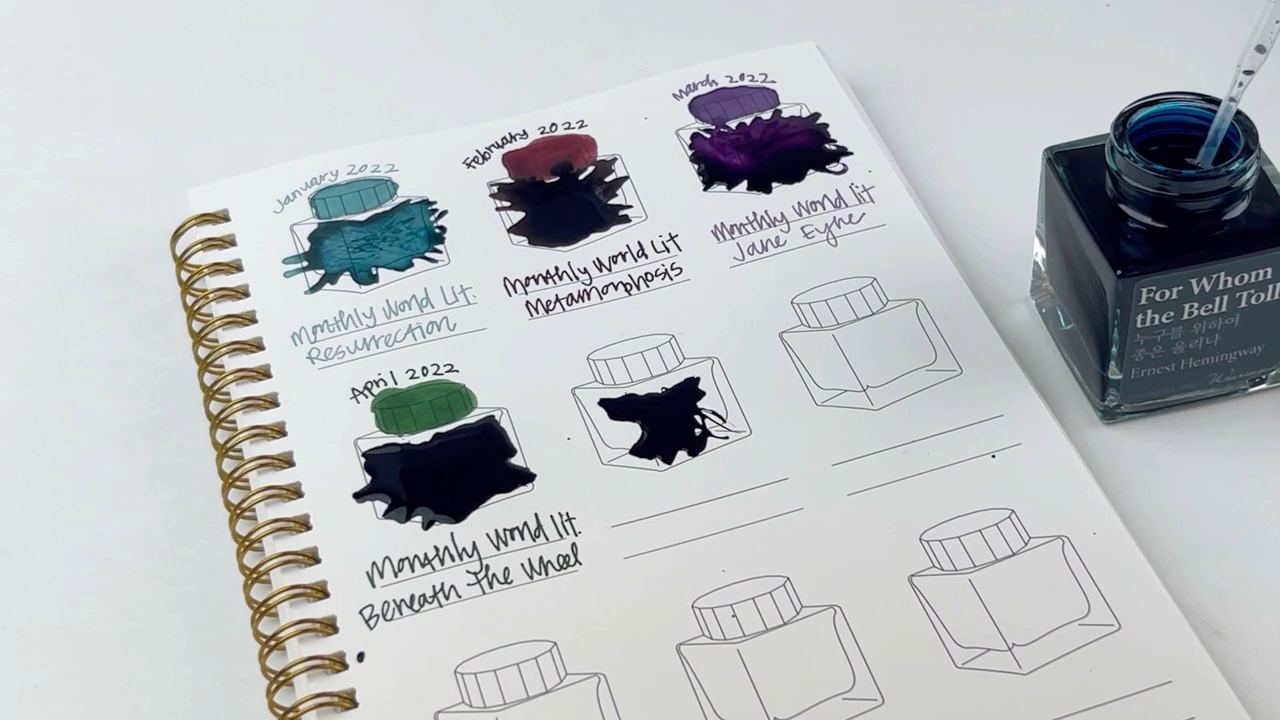 January 2022
Monthly World Lit.
Resurrection
February 2022
Monthly World Lit
Metamorphosis
March 2022
Monthly World lit
Jane Eyre
April 2022
Monthly World lit.
Beneath The Wheel
For Whom
the Bell Toll
누구를 위하여
종은 울리나
Ernest Hemingway